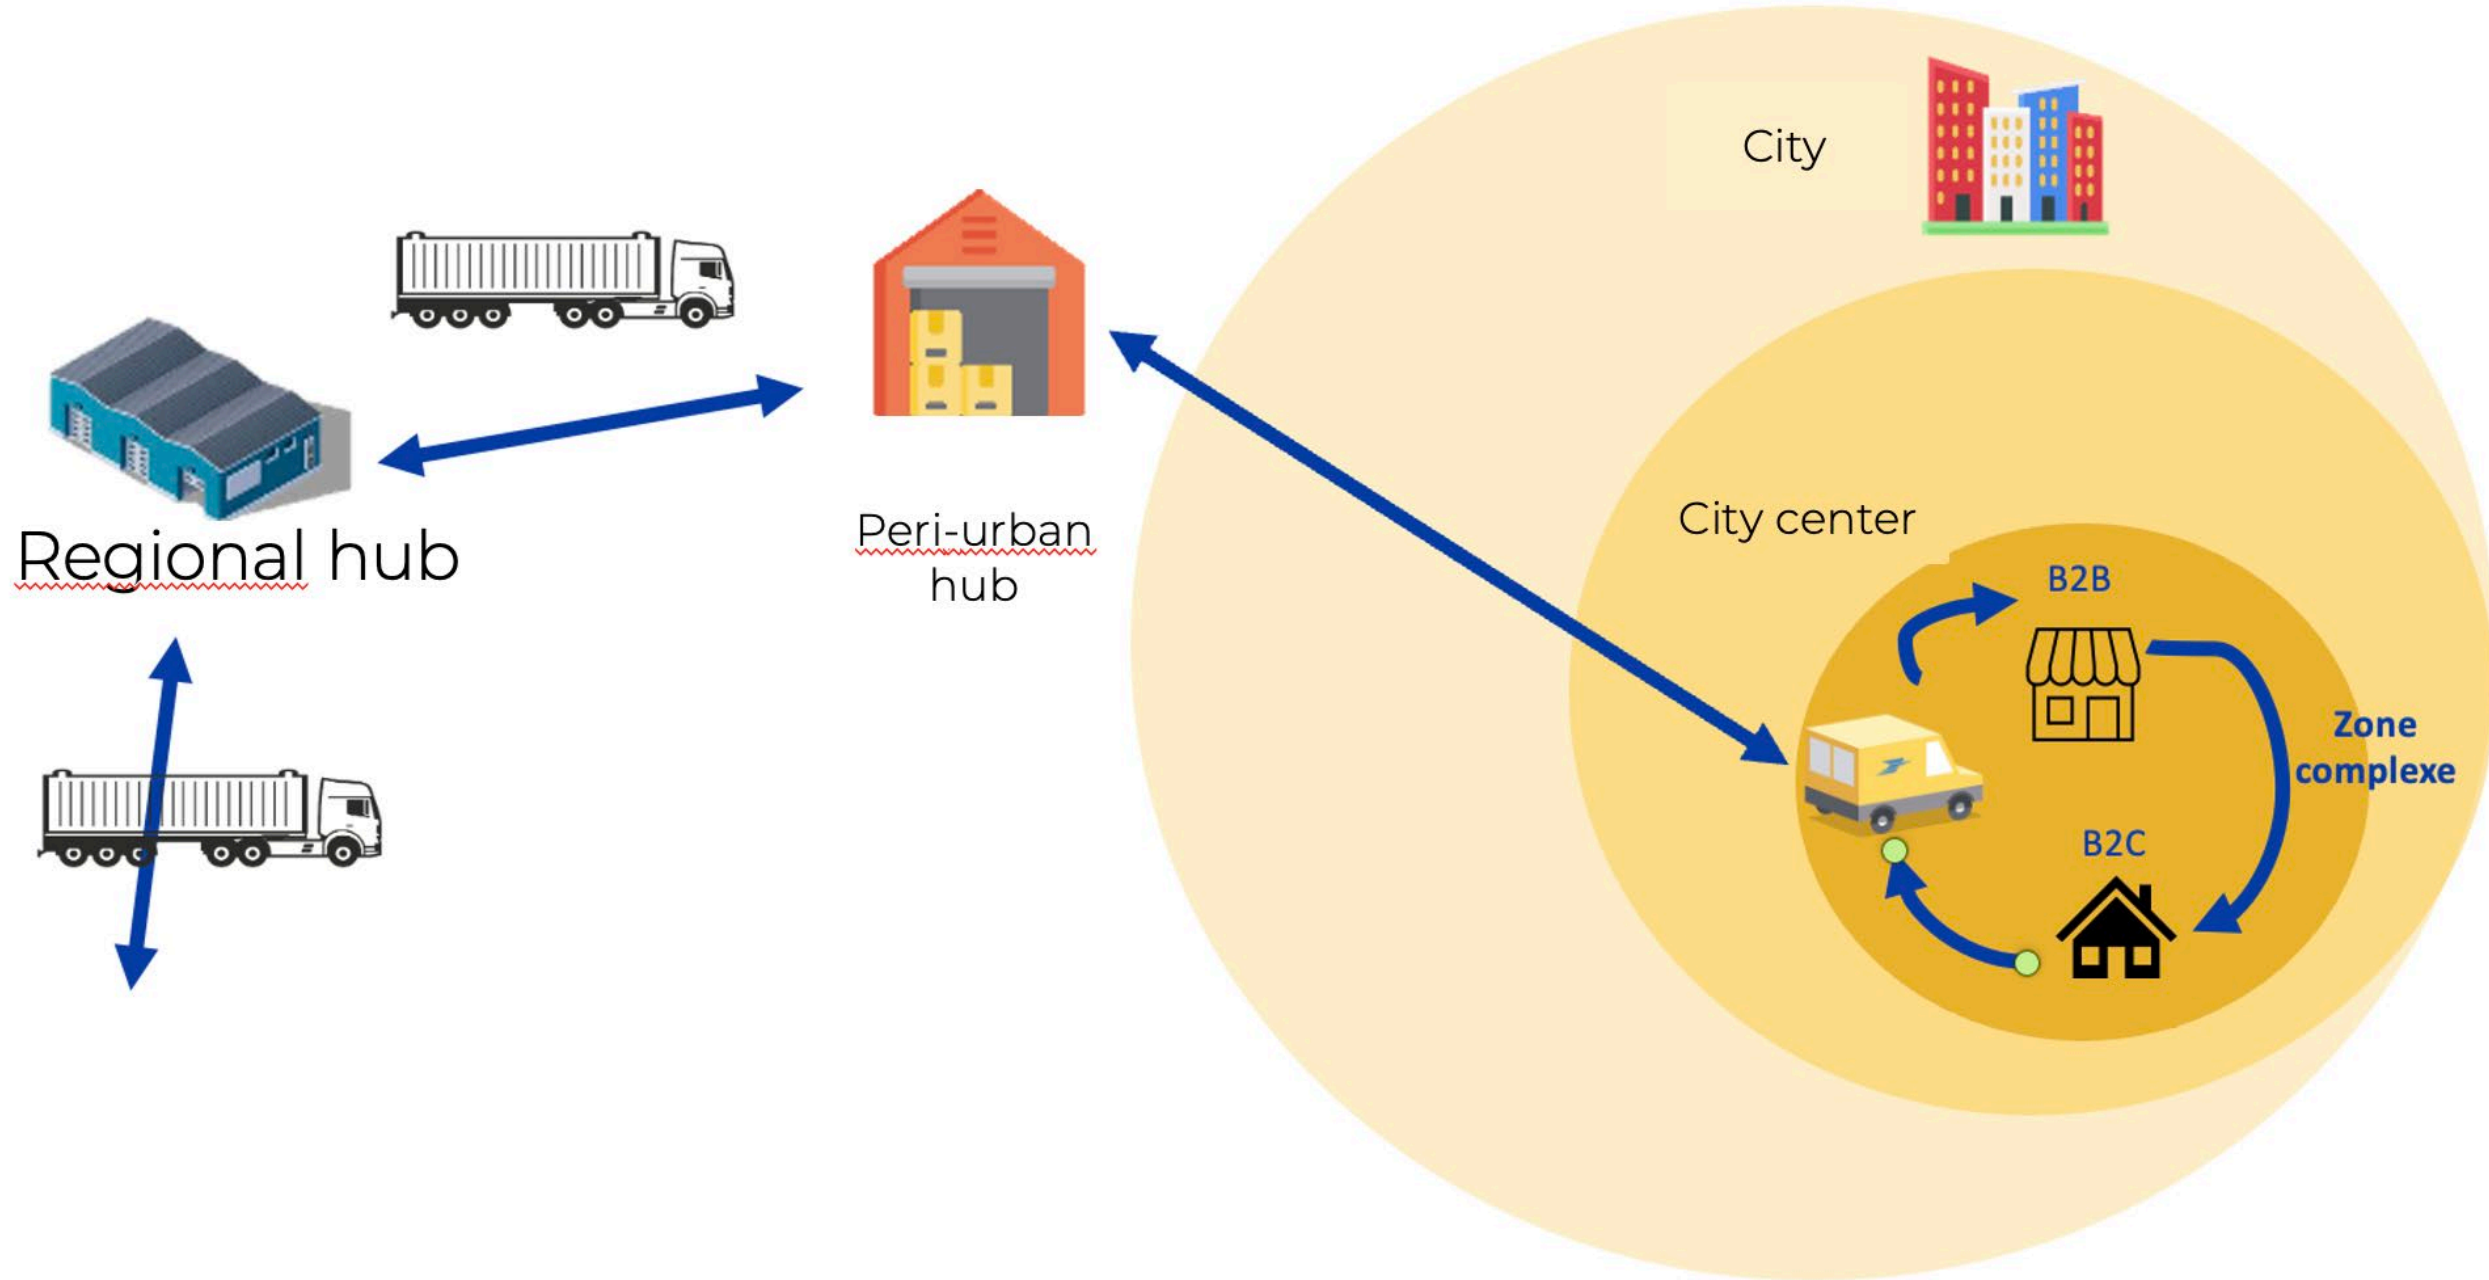 City
City center
Regional hub
Peri-urban
hub
B2B
Zone
complexe
B2C